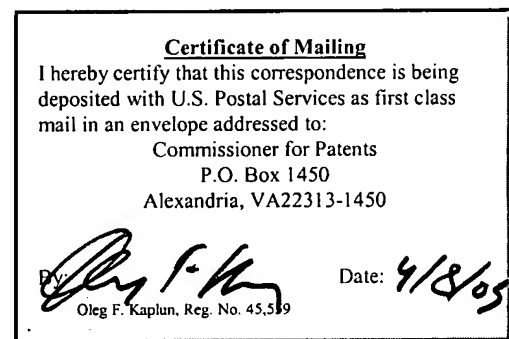 Certificate of Mailing
I hereby certify that this correspondence is being
deposited with U.S. Postal Services as first class
mail in an envelope addressed to:
Commissioner for Patents
P.O. Box 1450
Alexandria, VA22313-1450
By: Date: 4/8/05
Oleg F. Kaplun, Reg. No. 45,559